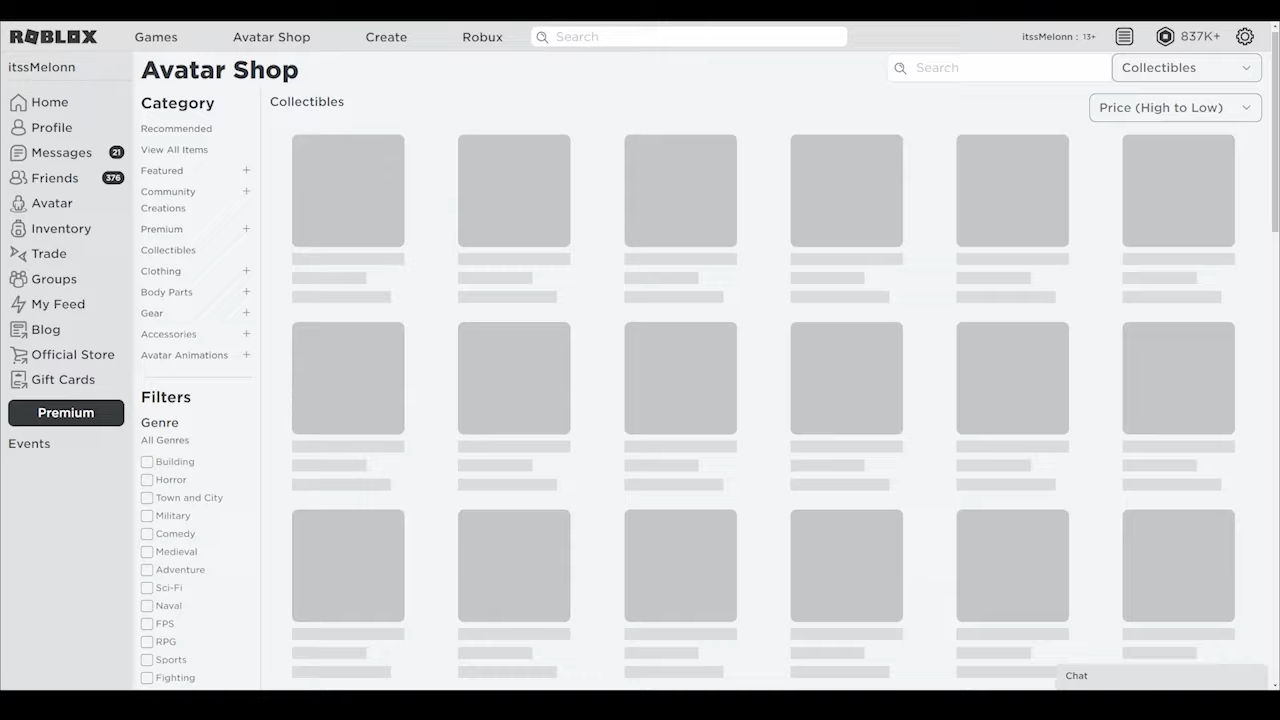 ROBLOX
Games
Avatar Shop
Create
Robux
Search
itssMelonn : 13+
837K+
itssMelonn
Home
Profile
Messages 21
Friends 376
Avatar
Inventory
Trade
Groups
My Feed
Blog
Official Store
Gift Cards
Premium
Events
Avatar Shop
Search
Collectibles
Category
Recommended
View All Items
Featured +
Community +
Creations
Premium +
Collectibles
Clothing +
Body Parts +
Gear +
Accessories +
Avatar Animations +
Filters
Genre
All Genres
Building
Horror
Town and City
Military
Comedy
Medieval
Adventure
Sci-Fi
Naval
FPS
RPG
Sports
Fighting
Collectibles
Price (High to Low)
Chat